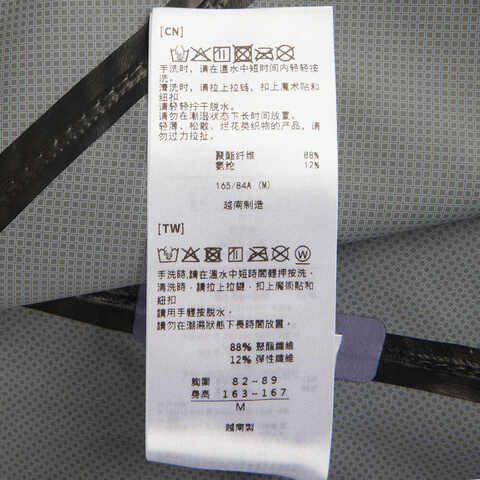 [CN]
手洗时，请在温水中短时间内轻轻按
洗。
清洗时，请拉上拉链，扣上魔术贴和
纽扣
请轻轻拧干脱水。
请勿在潮湿状态下长时间放置。
轻薄、松散、烂花类织物的产品，请勿
过力拉扯。
聚酯纤维 88%
氨纶 12%
165/84A (M)
越南制造
[TW]
W
手洗時,請在溫水中短時間輕押按洗。
清洗時，請拉上拉鏈，扣上魔術貼和
紐扣
請用手輕按脫水。
請勿在潮濕狀態下長時間放置。
88% 聚酯纖維
12% 彈性纖維
胸圍 82-89
身高 163-167
M
越南製